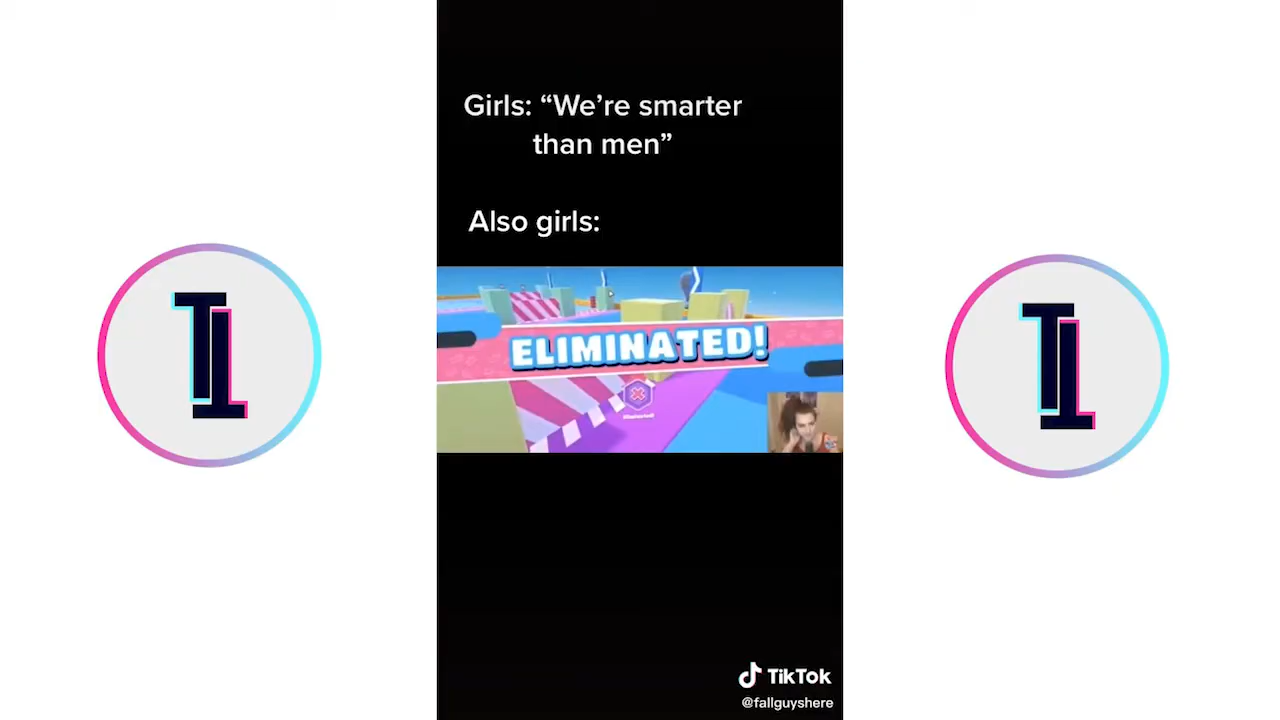 Girls: “We’re smarter
than men”
Also girls:
ELIMINATED!
TikTok
@fallguyshere